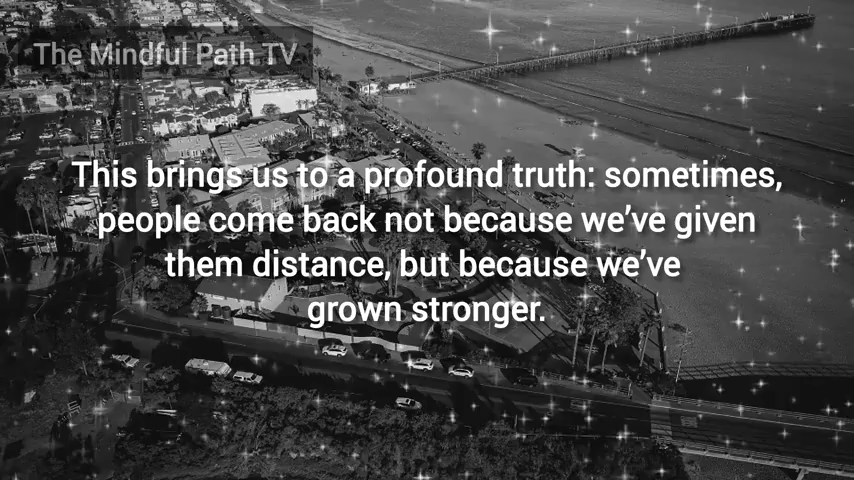 The Mindful Path TV
This brings us to a profound truth: sometimes,
people come back not because we’ve given
them distance, but because we’ve
grown stronger.